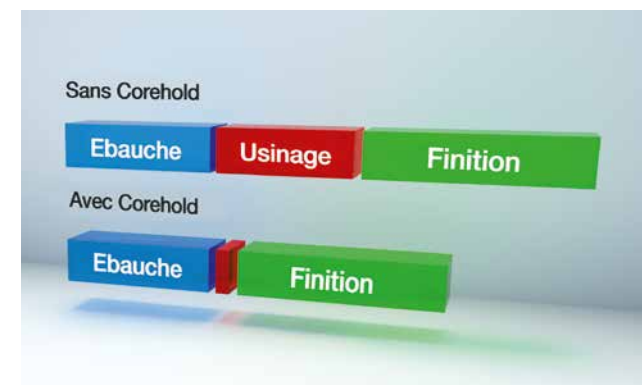 Sans Corehold
Ebauche Usinage Finition
Avec Corehold
Ebauche Finition